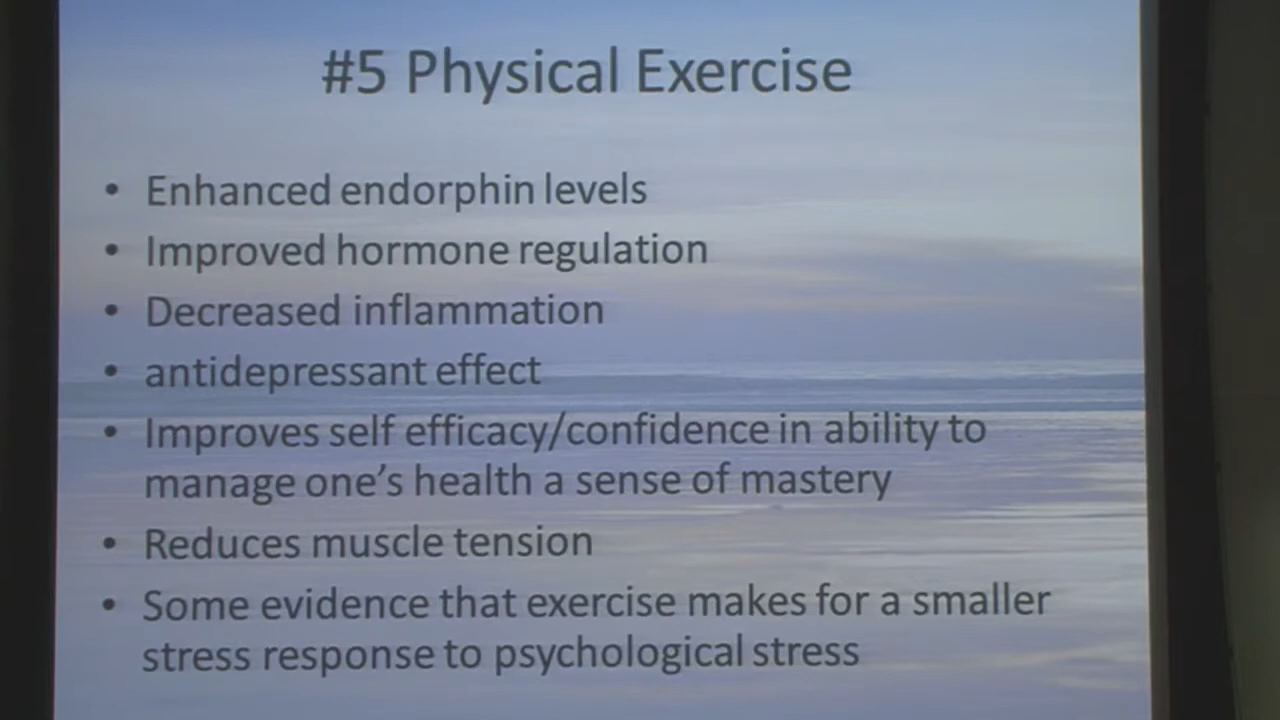 #5 Physical Exercise
• Enhanced endorphin levels
• Improved hormone regulation
• Decreased inflammation
• antidepressant effect
• Improves self efficacy/confidence in ability to
manage one’s health a sense of mastery
• Reduces muscle tension
• Some evidence that exercise makes for a smaller
stress response to psychological stress